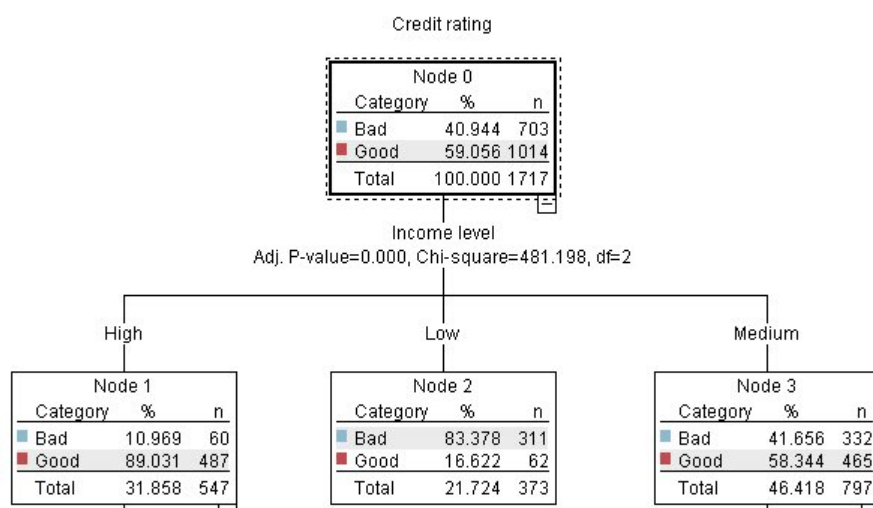 Credit rating
Node 0
Category % n
Bad 40.944 703
Good 59.056 1014
Total 100.000 1717
Income level
Adj. P-value=0.000, Chi-square=481.198, df=2
High Low Medium
Node 1
Category % n
Bad 10.969 60
Good 89.031 487
Total 31.858 547
Node 2
Category % n
Bad 83.378 311
Good 16.622 62
Total 21.724 373
Node 3
Category % n
Bad 41.656 332
Good 58.344 465
Total 46.418 797